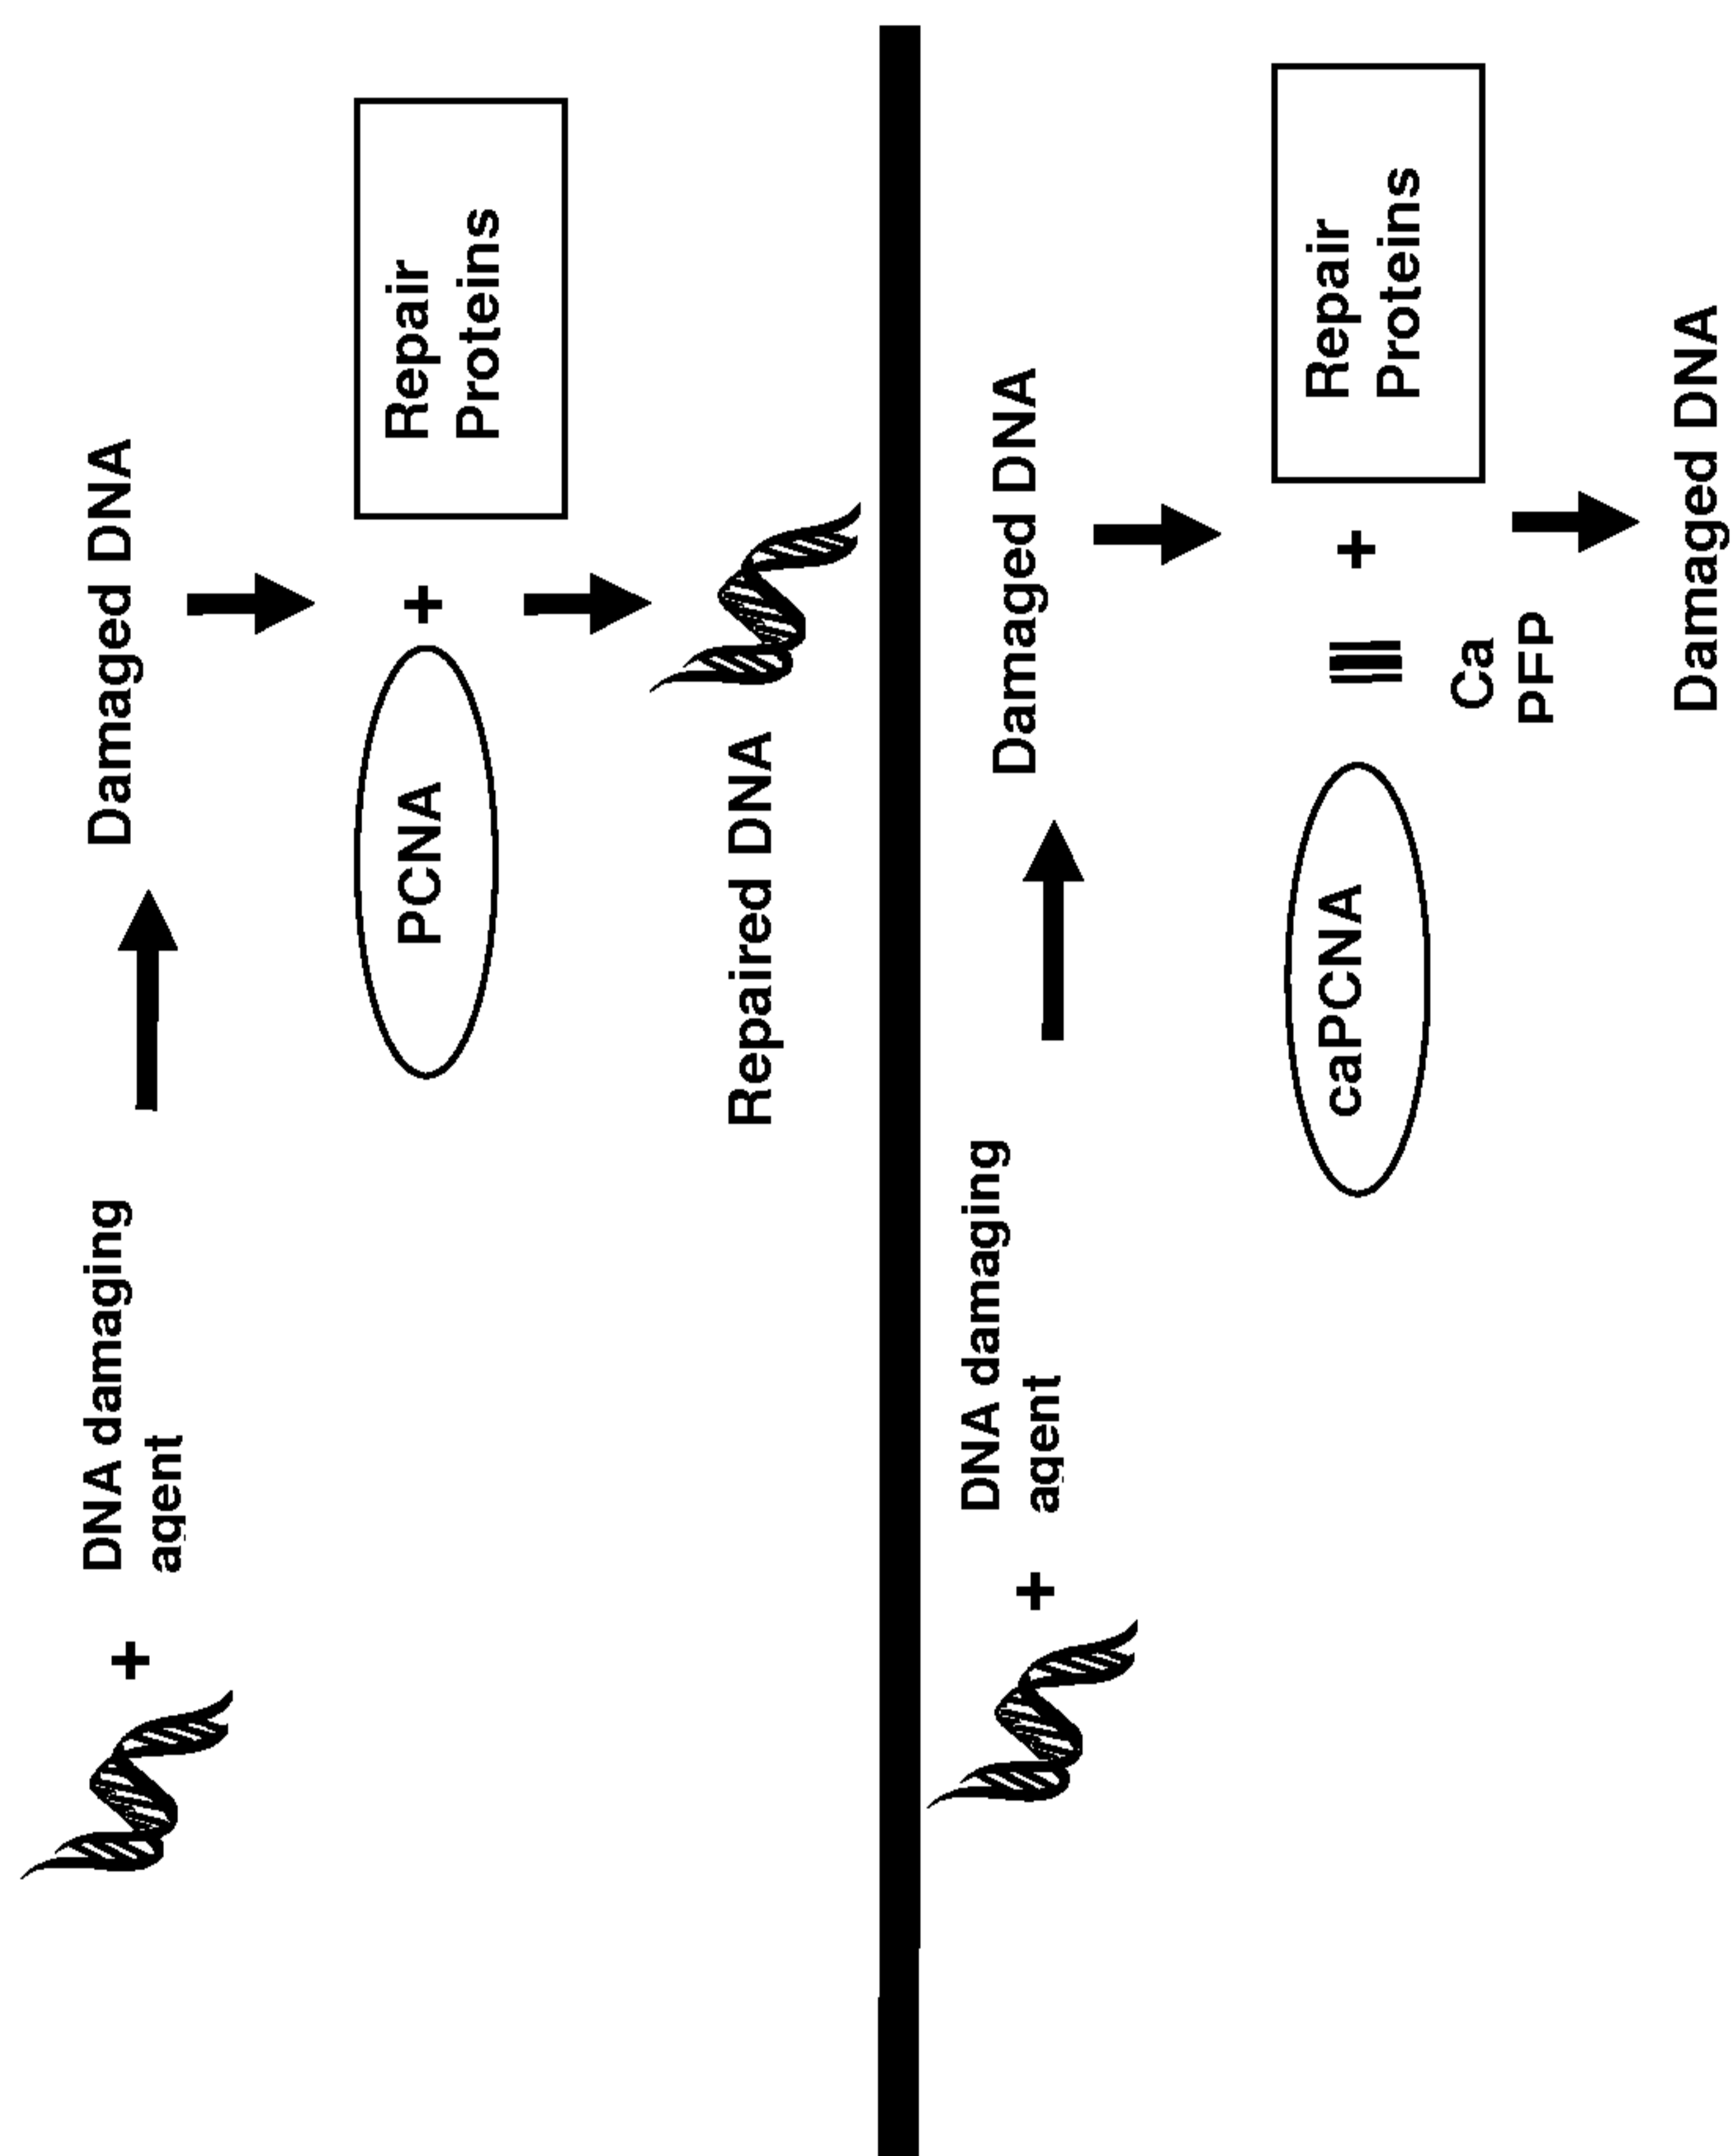 + DNA damaging
agent
Damaged DNA
PCNA + Repair
Proteins
Repaired DNA
+ DNA damaging
agent
Damaged DNA
caPCNA + Repair
Proteins
Ca
PEP
Damaged DNA